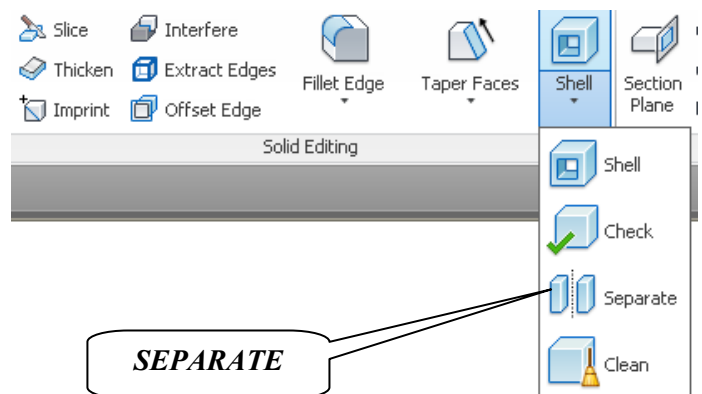 Slice Interfere
Thicken Extract Edges
Imprint Offset Edge
Fillet Edge
Taper Faces
Shell
Section
Plane
Solid Editing
Shell
Check
Separate
Clean
SEPARATE